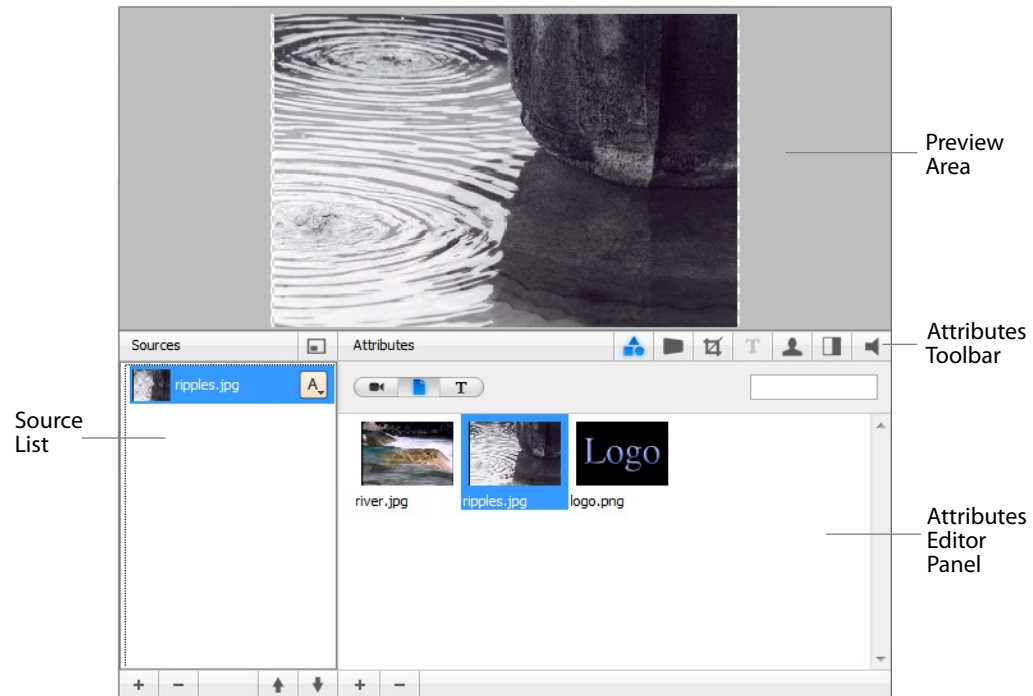 Preview
Area
Sources
Attributes
T
Attributes
Toolbar
ripples.jpg
A
T
Source
List
Logo
river.jpg
ripples.jpg
logo.png
Attributes
Editor
Panel